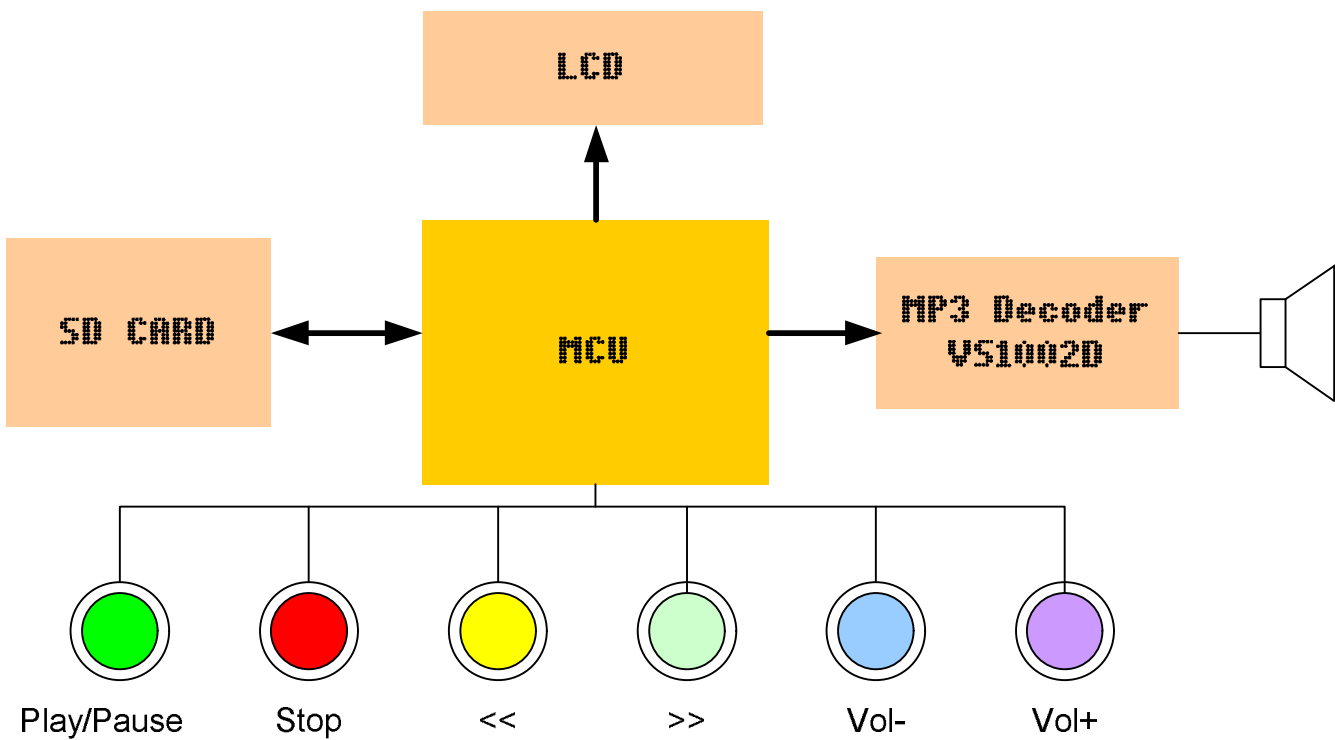 LCD
SD CARD
MCU
MP3 Decoder
VS1002D
Play/Pause
Stop
<<
>>
Vol-
Vol+